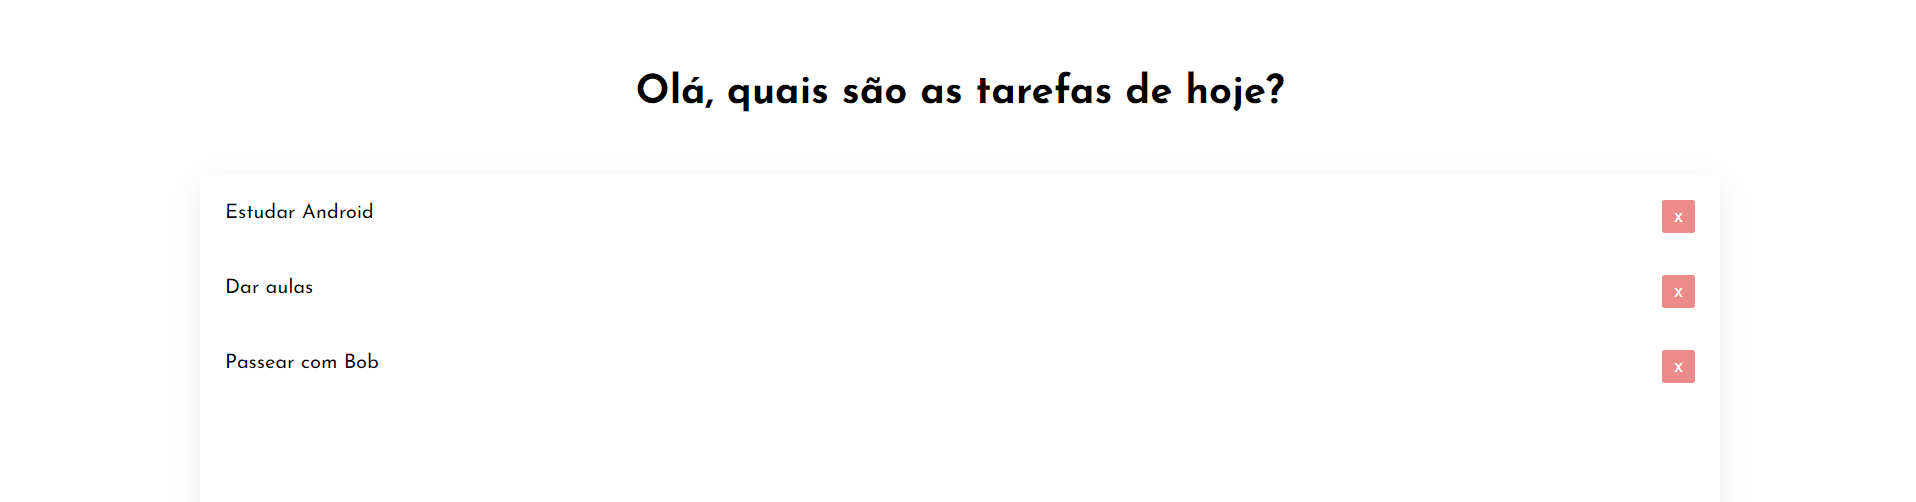 Olá, quais são as tarefas de hoje?
Estudar Android x
Dar aulas x
Passear com Bob x